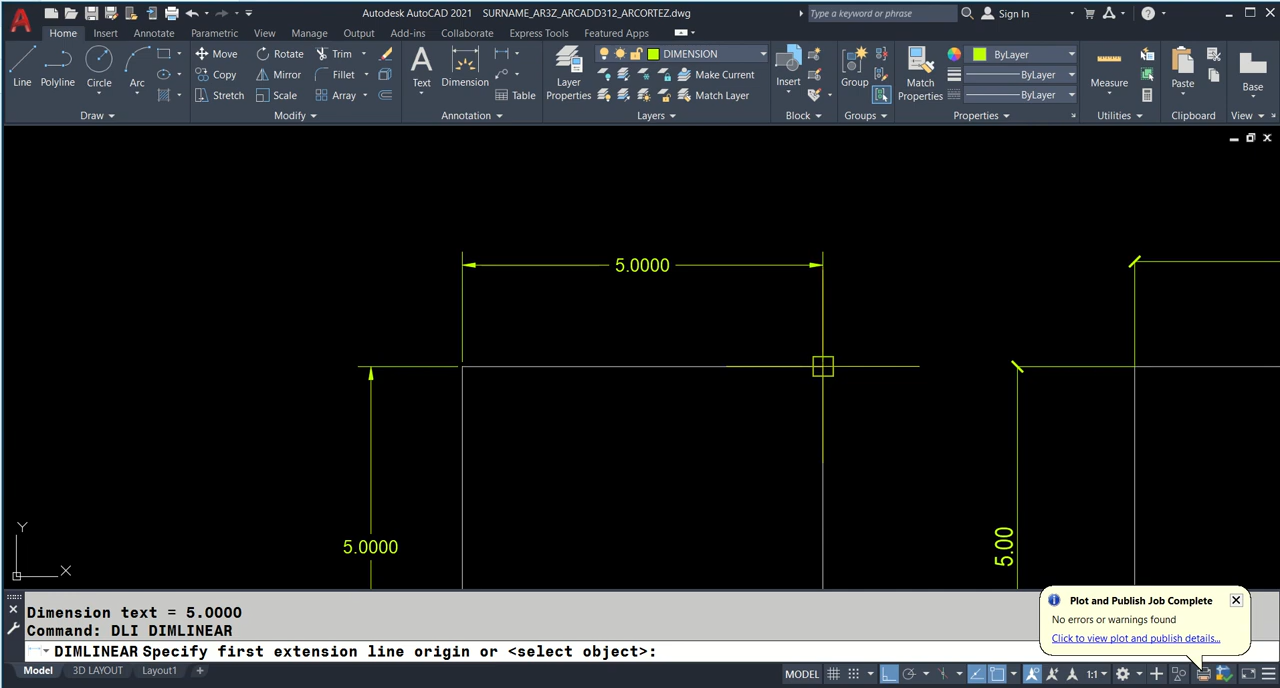 Autodesk AutoCAD 2021 SURNAME_AR3Z_ARCADD312_ARCORTEZ.dwg
Type a keyword or phrase
Sign In
Home Insert Annotate Parametric View Manage Output Add-ins Collaborate Express Tools Featured Apps
Line Polyline Circle Arc
Move Rotate Trim
Copy Mirror Fillet
Stretch Scale Array
Text Dimension Table
Layer Properties
DIMENSION
Make Current
Match Layer
Insert
Group
Match Properties
ByLayer
ByLayer
ByLayer
Measure
Paste
Base
Draw Modify Annotation Layers Block Groups Properties Utilities Clipboard View
5.0000
5.0000
5.00
Y
X
Dimension text = 5.0000
Command: DLI DIMLINEAR
DIMLINEAR Specify first extension line origin or <select object>:
Plot and Publish Job Complete
No errors or warnings found
Click to view plot and publish details...
Model 3D LAYOUT Layout1 +
MODEL 1:1